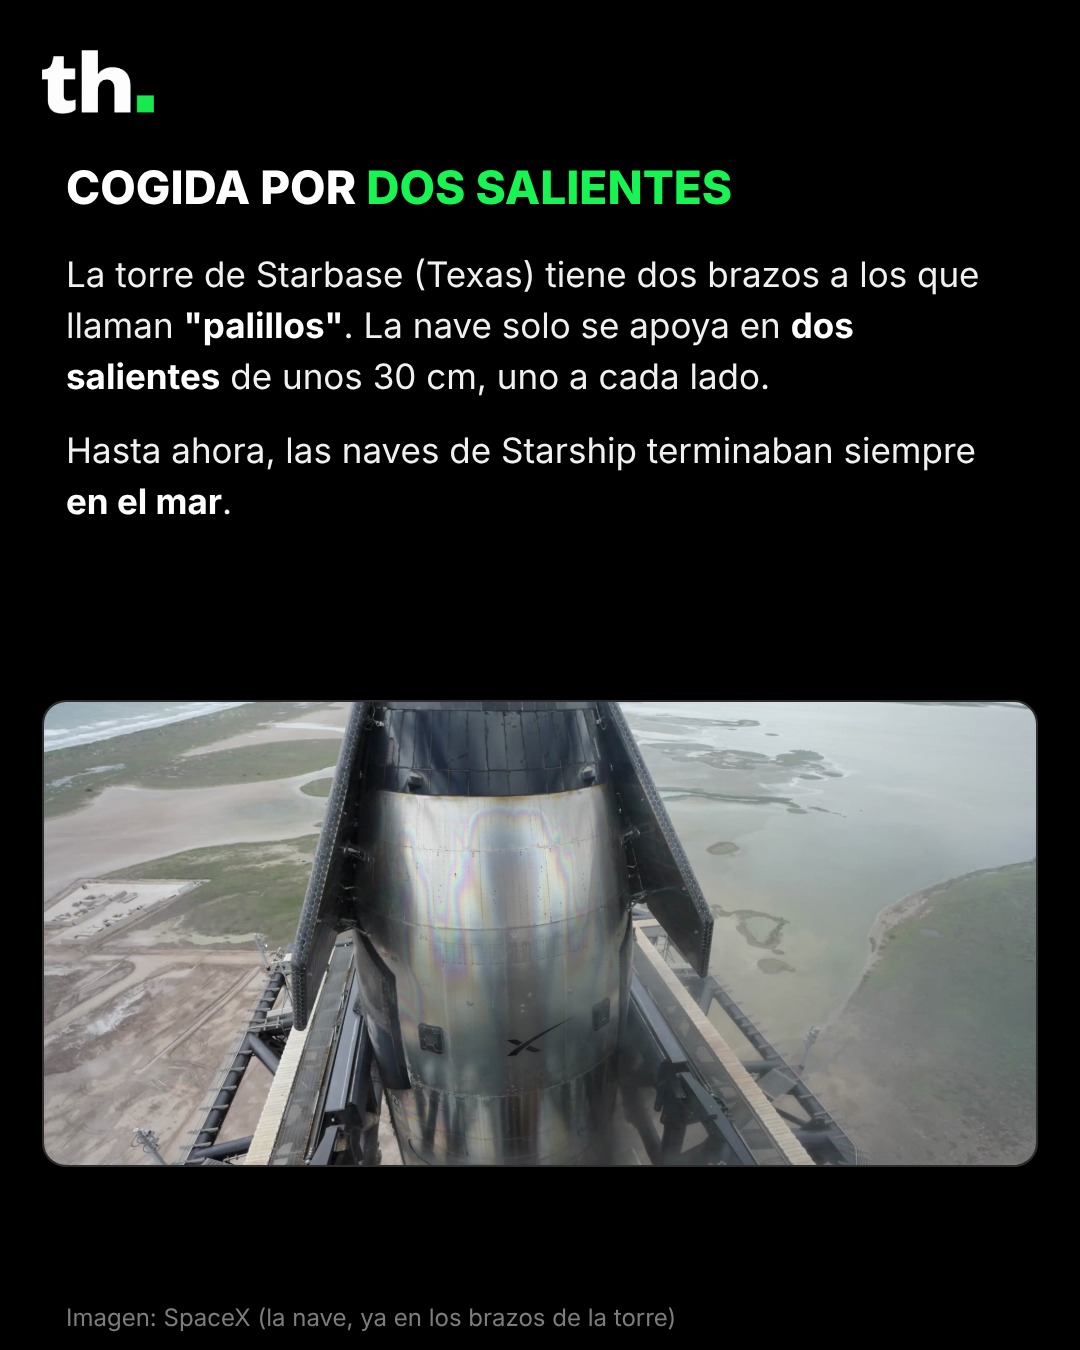 th.
COGIDA POR DOS SALIENTES
La torre de Starbase (Texas) tiene dos brazos a los que
llaman "palillos". La nave solo se apoya en dos
salientes de unos 30 cm, uno a cada lado.
Hasta ahora, las naves de Starship terminaban siempre
en el mar.
Imagen: SpaceX (la nave, ya en los brazos de la torre)